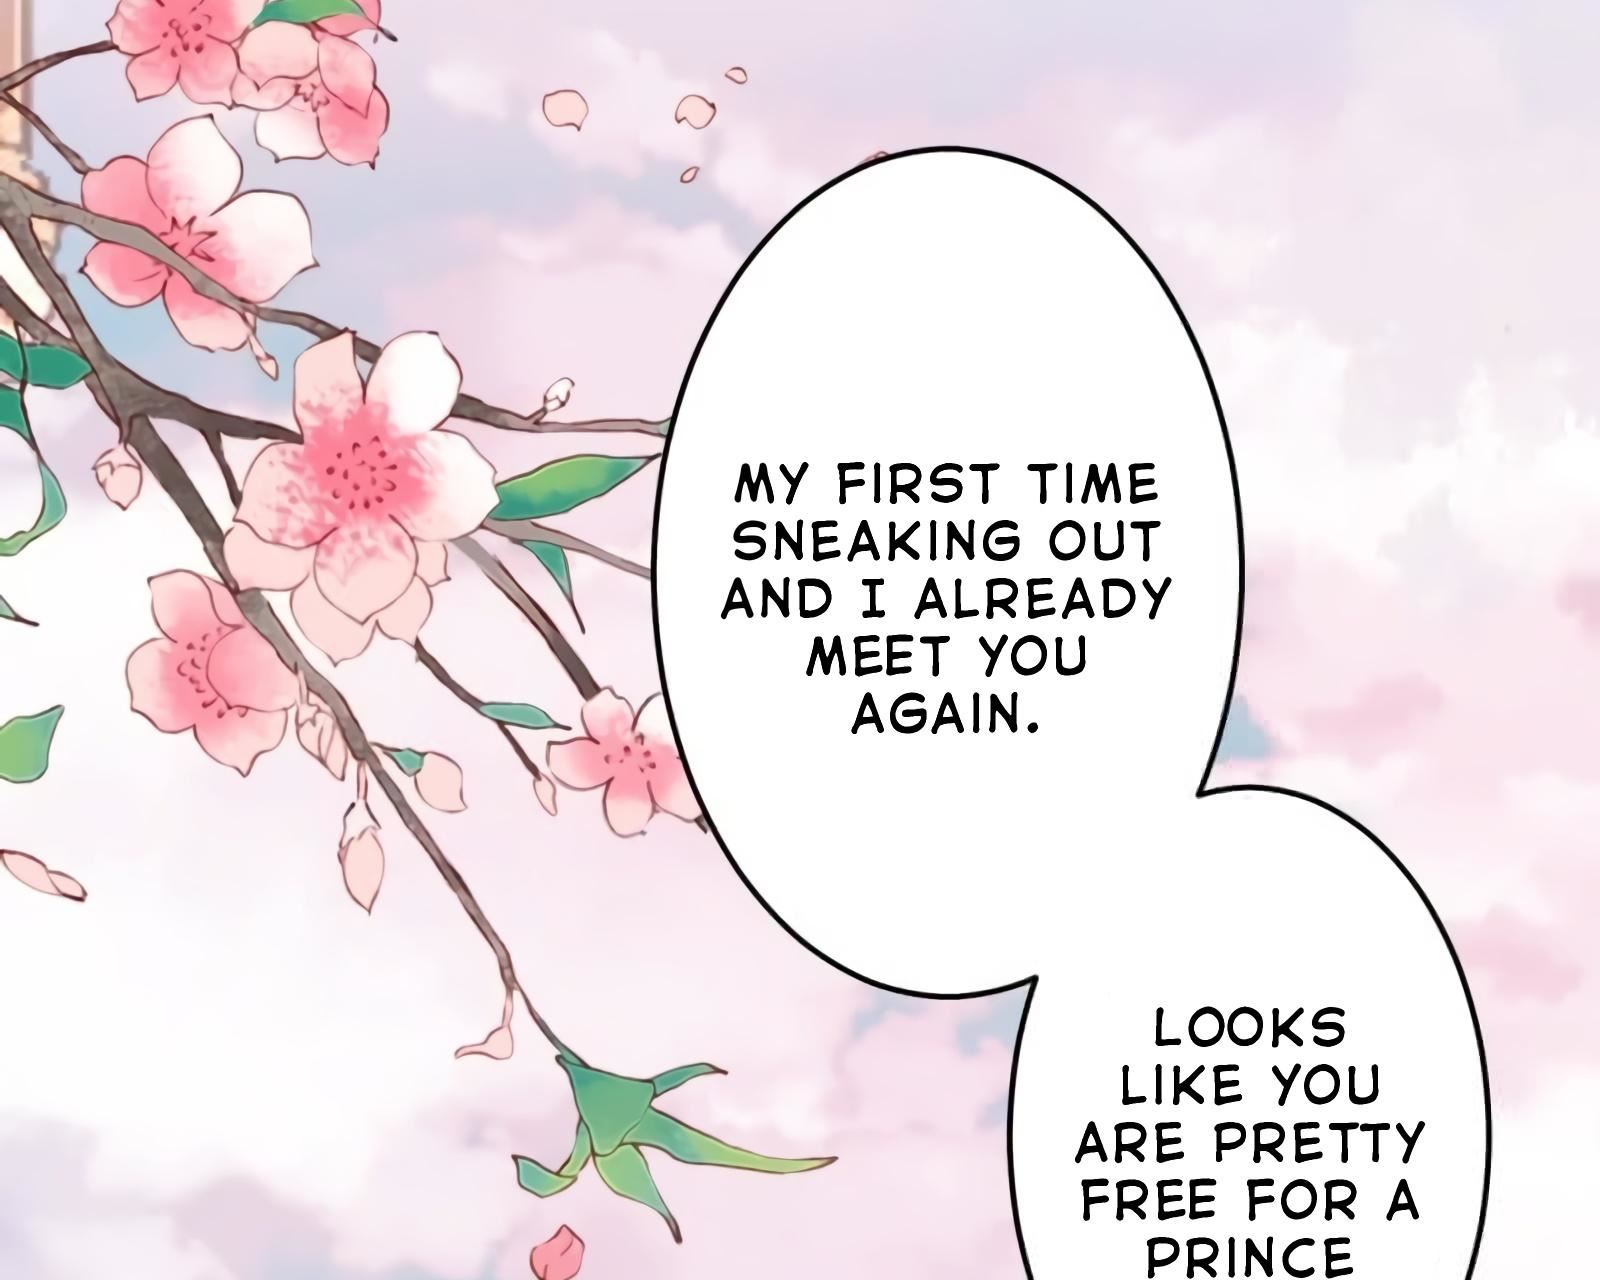 MY FIRST TIME
SNEAKING OUT
AND I ALREADY
MEET YOU
AGAIN.
LOOKS
LIKE YOU
ARE PRETTY
FREE FOR A
PRINCE